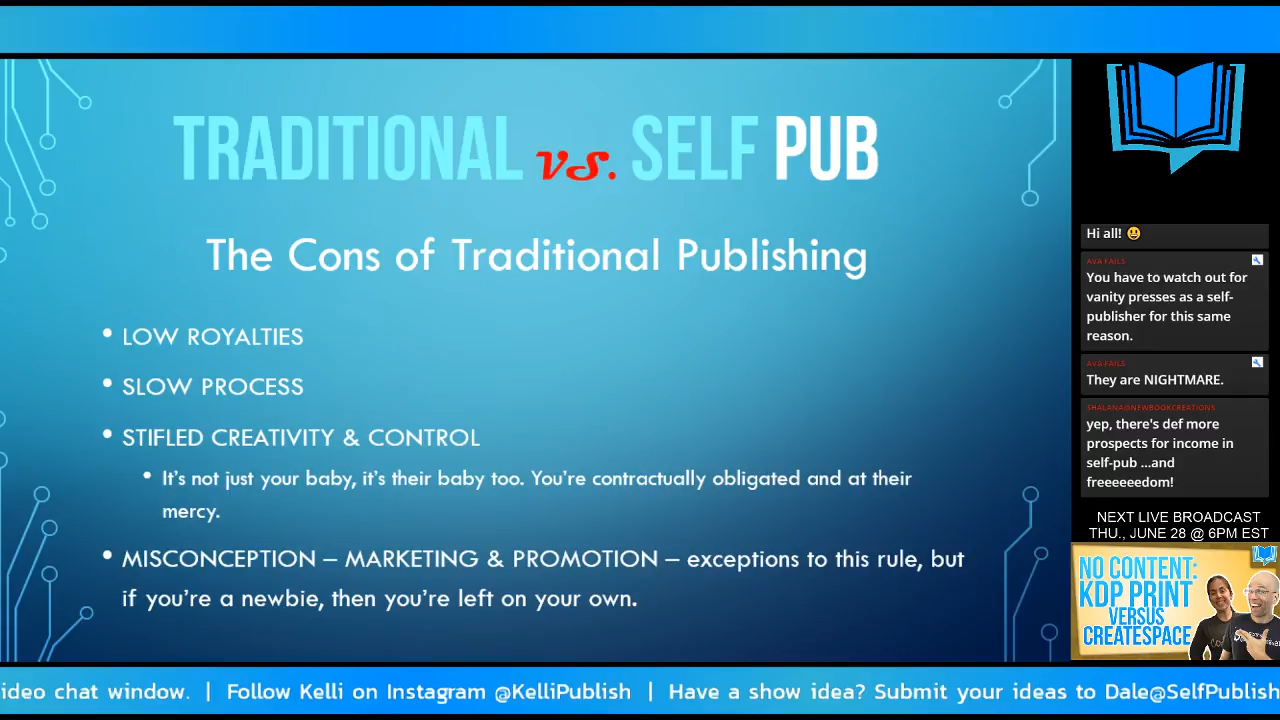 TRADITIONAL vs. SELF PUB
The Cons of Traditional Publishing
• LOW ROYALTIES
• SLOW PROCESS
• STIFLED CREATIVITY & CONTROL
• It's not just your baby, it's their baby too. You're contractually obligated and at their
mercy.
• MISCONCEPTION – MARKETING & PROMOTION – exceptions to this rule, but
if you're a newbie, then you're left on your own.
Hi all! 😃
AVA FAILS
You have to watch out for
vanity presses as a self-
publisher for this same
reason.
AVA FAILS
They are NIGHTMARE.
SHALANA@NEWBOOKCREATIONS
yep, there's def more
prospects for income in
self-pub ...and
freeeeeedom!
NEXT LIVE BROADCAST
THU., JUNE 28 @ 6PM EST
NO CONTENT:
KDP PRINT
VERSUS
CREATESPACE
ideo chat window. | Follow Kelli on Instagram @KelliPublish | Have a show idea? Submit your ideas to Dale@SelfPublish